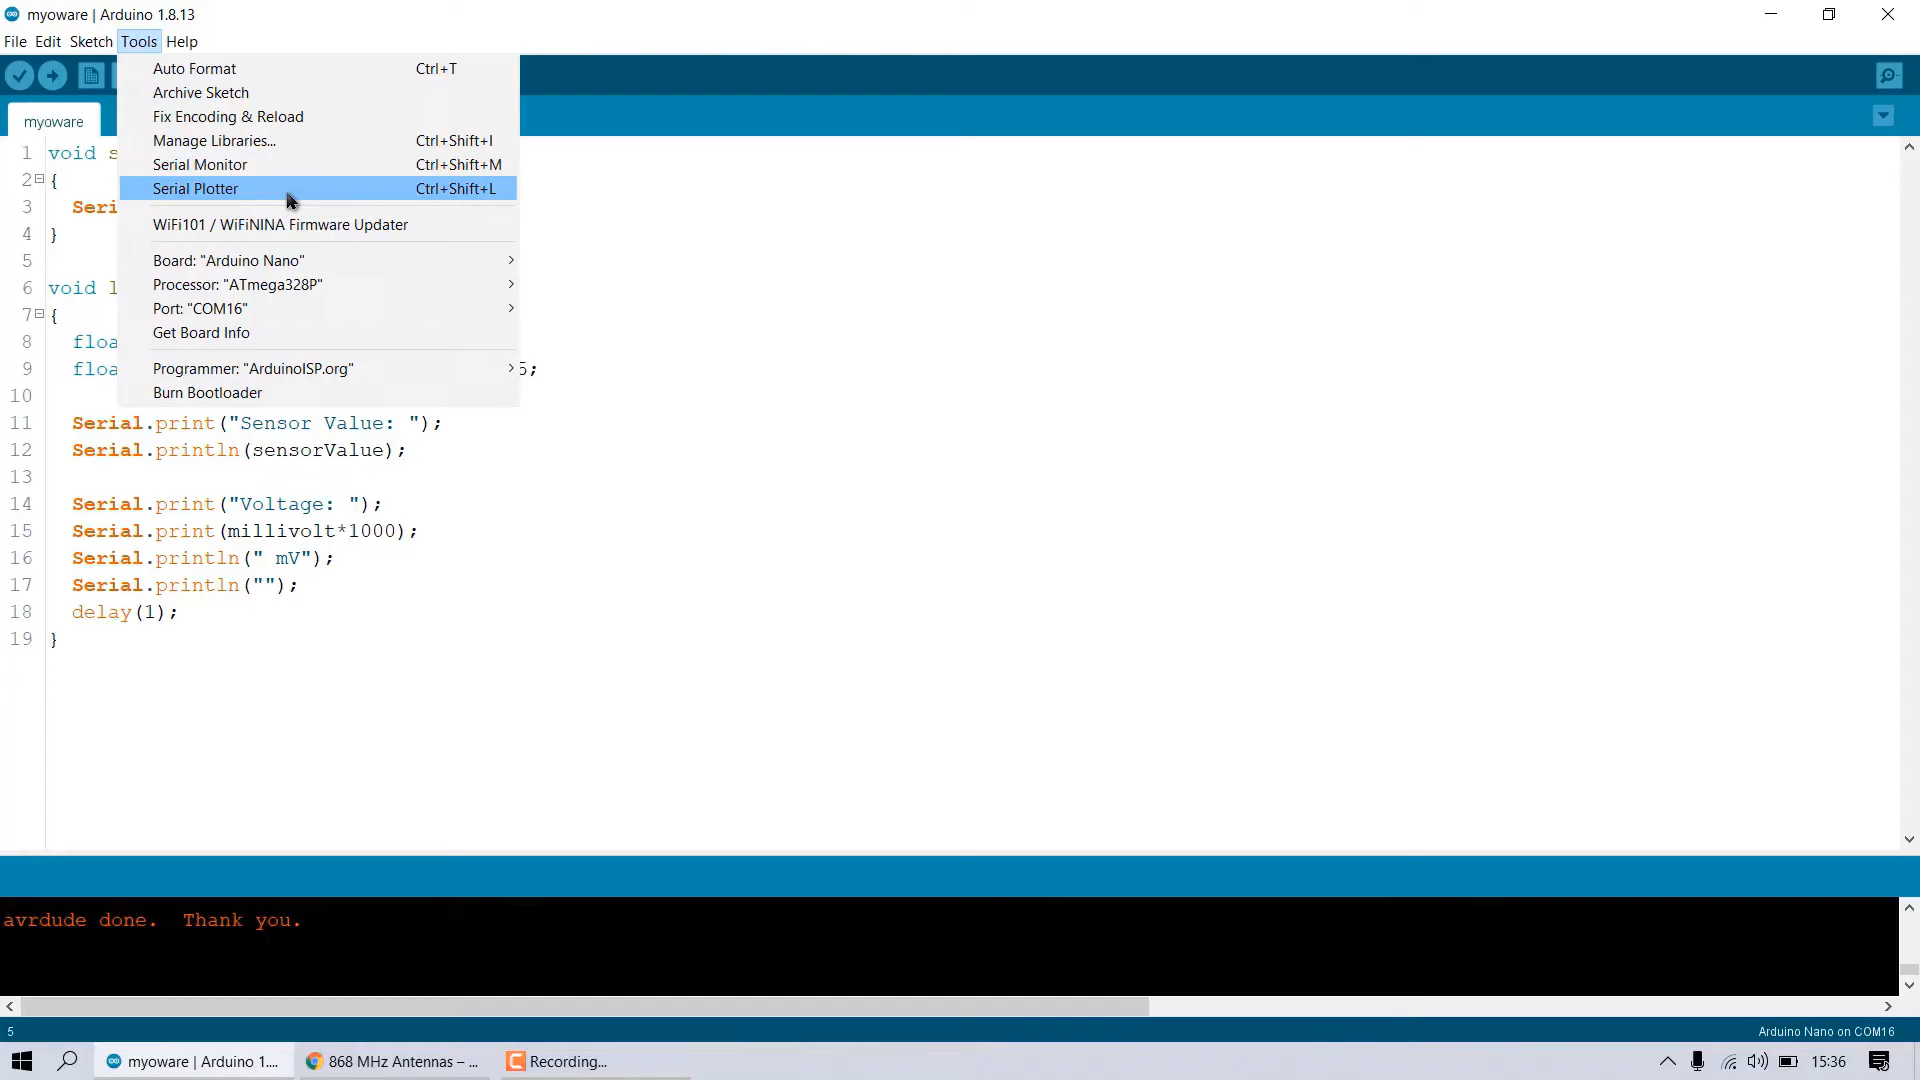 myoware | Arduino 1.8.13
File Edit Sketch Tools Help
Auto Format Ctrl+T
Archive Sketch
Fix Encoding & Reload
Manage Libraries... Ctrl+Shift+I
Serial Monitor Ctrl+Shift+M
Serial Plotter Ctrl+Shift+L
WiFi101 / WiFiNINA Firmware Updater
Board: "Arduino Nano"
Processor: "ATmega328P"
Port: "COM16"
Get Board Info
Programmer: "ArduinoISP.org"
Burn Bootloader
myoware
1 void s
2 {
3 Seri
4 }
5
6 void l
7 {
8 floa
9 floa 5;
10
11 Serial.print("Sensor Value: ");
12 Serial.println(sensorValue);
13
14 Serial.print("Voltage: ");
15 Serial.print(millivolt*1000);
16 Serial.println(" mV");
17 Serial.println("");
18 delay(1);
19 }
avrdude done.  Thank you.
5
Arduino Nano on COM16
myoware | Arduino 1....
868 MHz Antennas – ...
Recording...
15:36